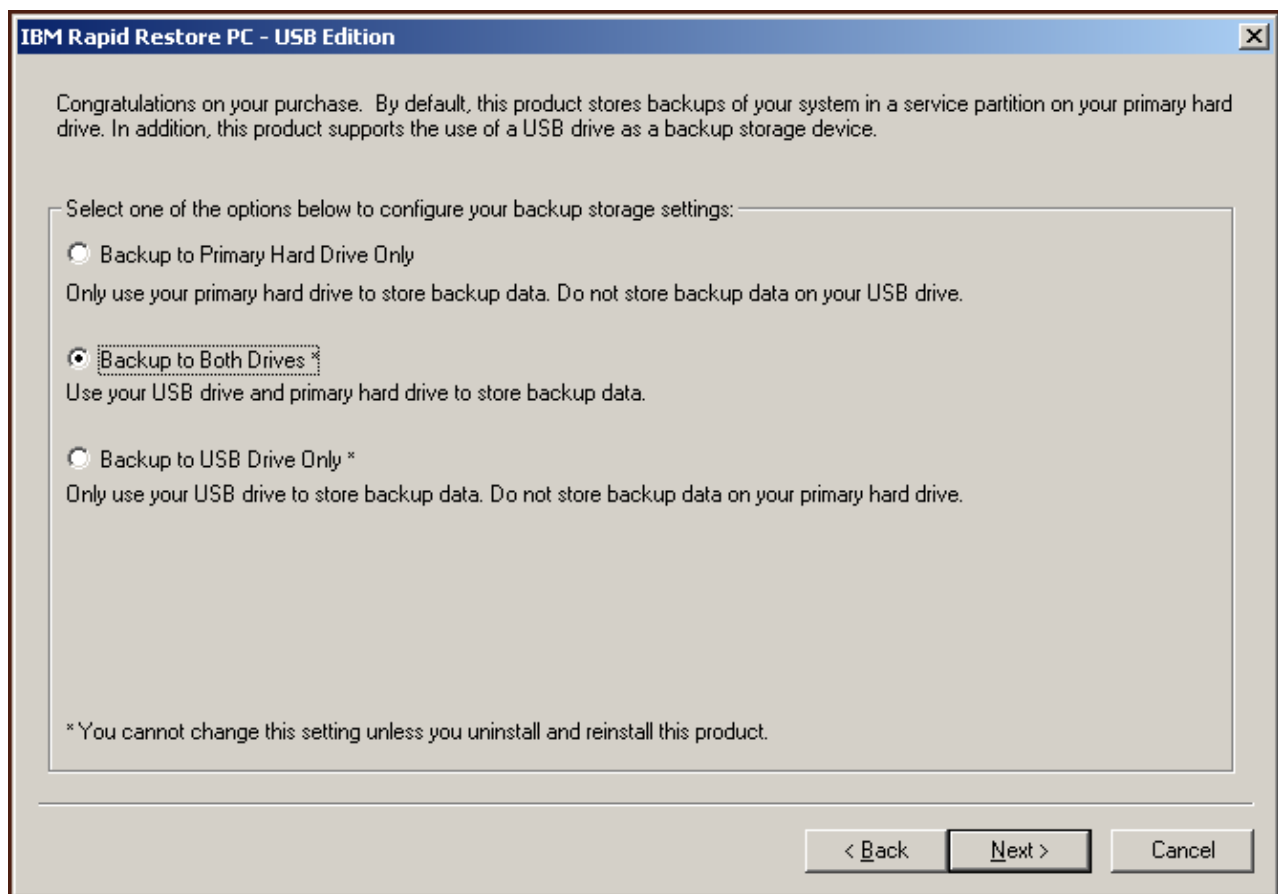 IBM Rapid Restore PC - USB Edition
Congratulations on your purchase.  By default, this product stores backups of your system in a service partition on your primary hard
drive. In addition, this product supports the use of a USB drive as a backup storage device.
Select one of the options below to configure your backup storage settings:
Backup to Primary Hard Drive Only
Only use your primary hard drive to store backup data. Do not store backup data on your USB drive.
Backup to Both Drives *
Use your USB drive and primary hard drive to store backup data.
Backup to USB Drive Only *
Only use your USB drive to store backup data. Do not store backup data on your primary hard drive.
* You cannot change this setting unless you uninstall and reinstall this product.
< Back Next > Cancel